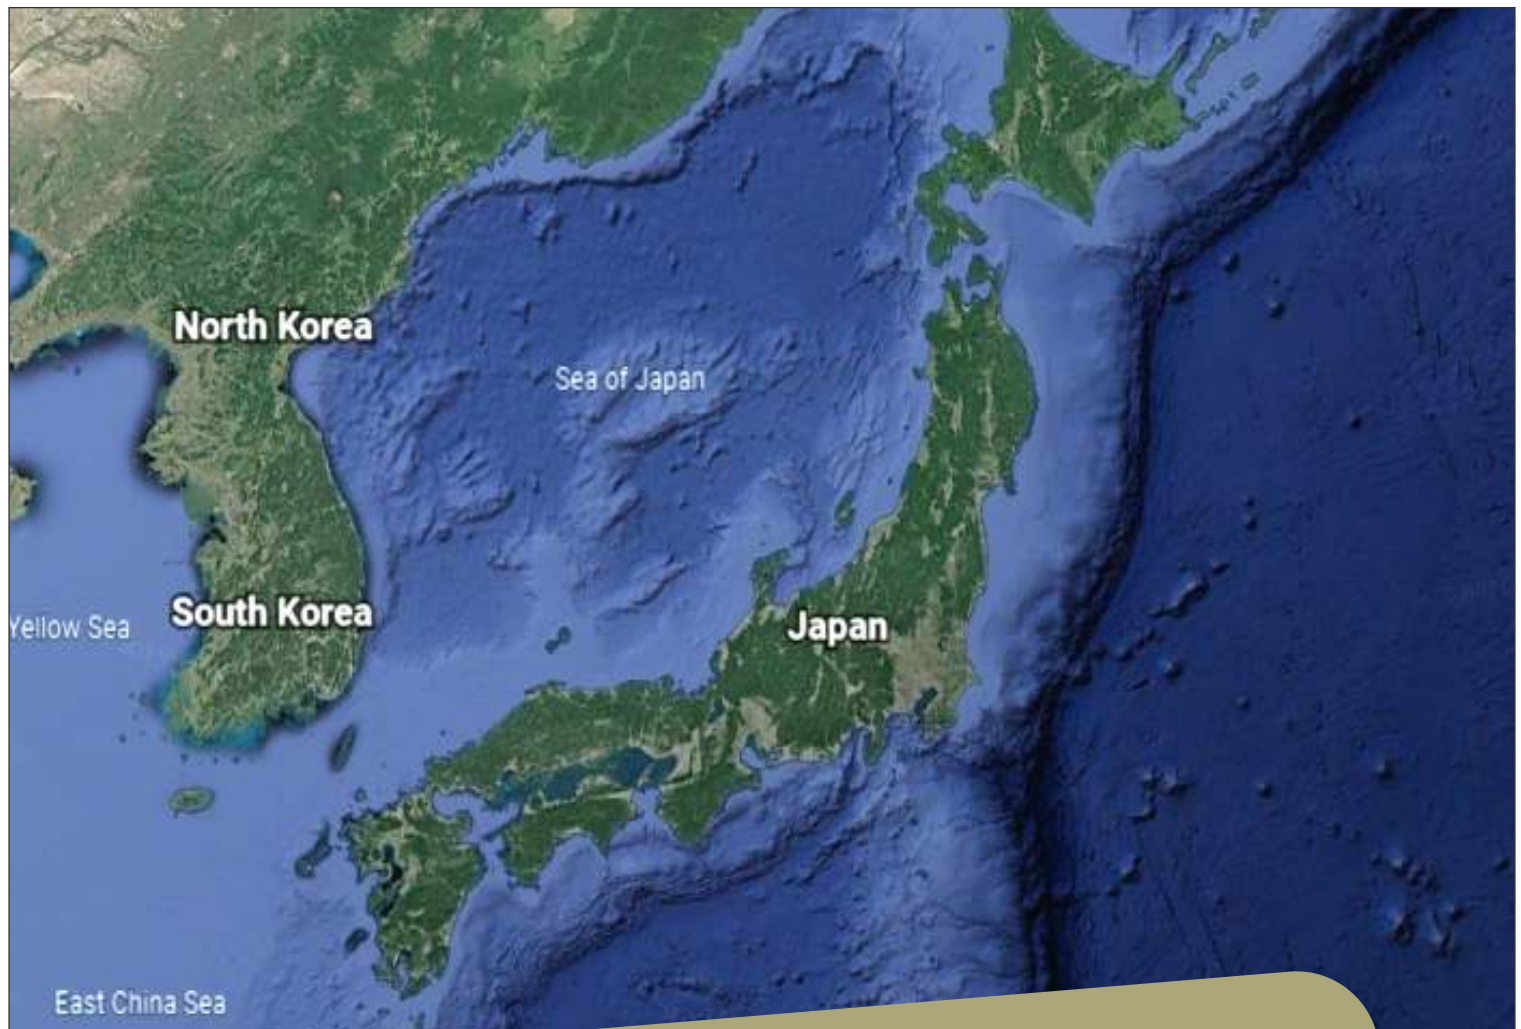 North Korea
Sea of Japan
South Korea
Yellow Sea
Japan
East China Sea